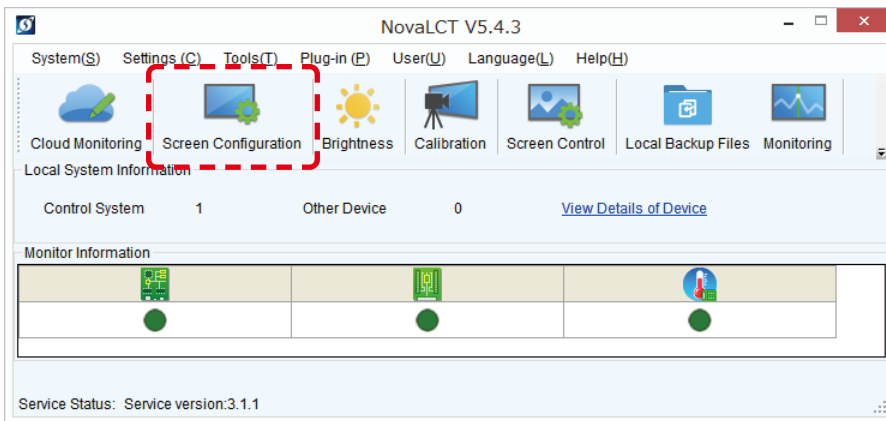 NovaLCT V5.4.3
System(S) Settings (C) Tools(T) Plug-in (P) User(U) Language(L) Help(H)
Cloud Monitoring Screen Configuration Brightness Calibration Screen Control Local Backup Files Monitoring
Local System Information
Control System 1 Other Device 0 View Details of Device
Monitor Information
Service Status: Service version:3.1.1